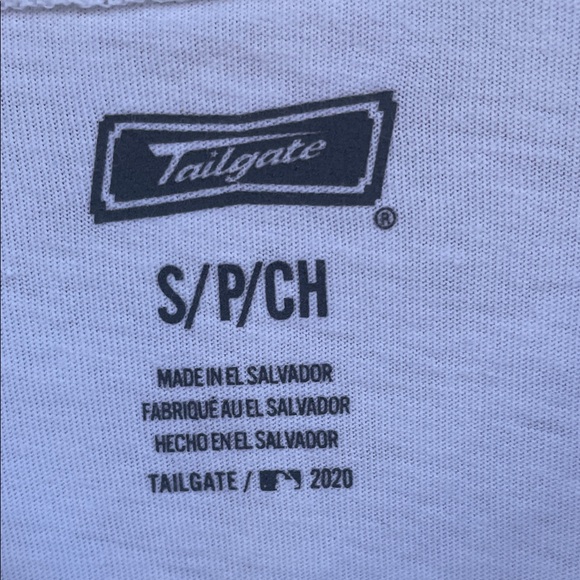 Tailgate
®
S/P/CH
MADE IN EL SALVADOR
FABRIQUÉ AU EL SALVADOR
HECHO EN EL SALVADOR
TAILGATE / 2020